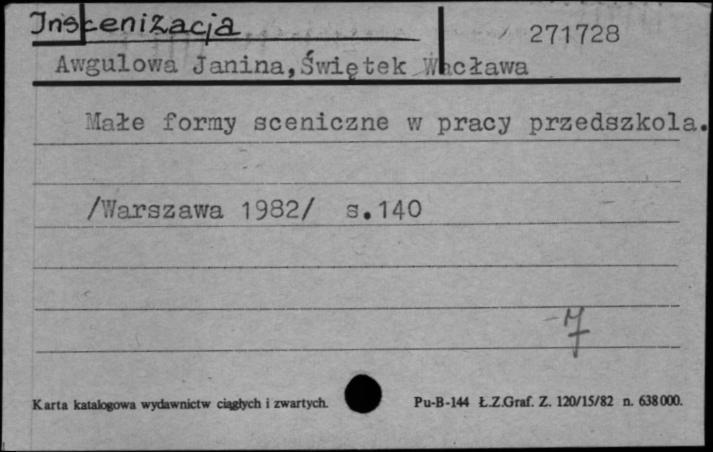 Inscenizacja
271728
Awgulowa Janina,Świętek Wacława
Małe formy sceniczne w pracy przedszkola.
/Warszawa 1982/ s.140
Karta katalogowa wydawnictw ciągłych i zwartych.
Pu-B-144 Ł.Z.Graf. Z. 120/15/82 n. 638000.